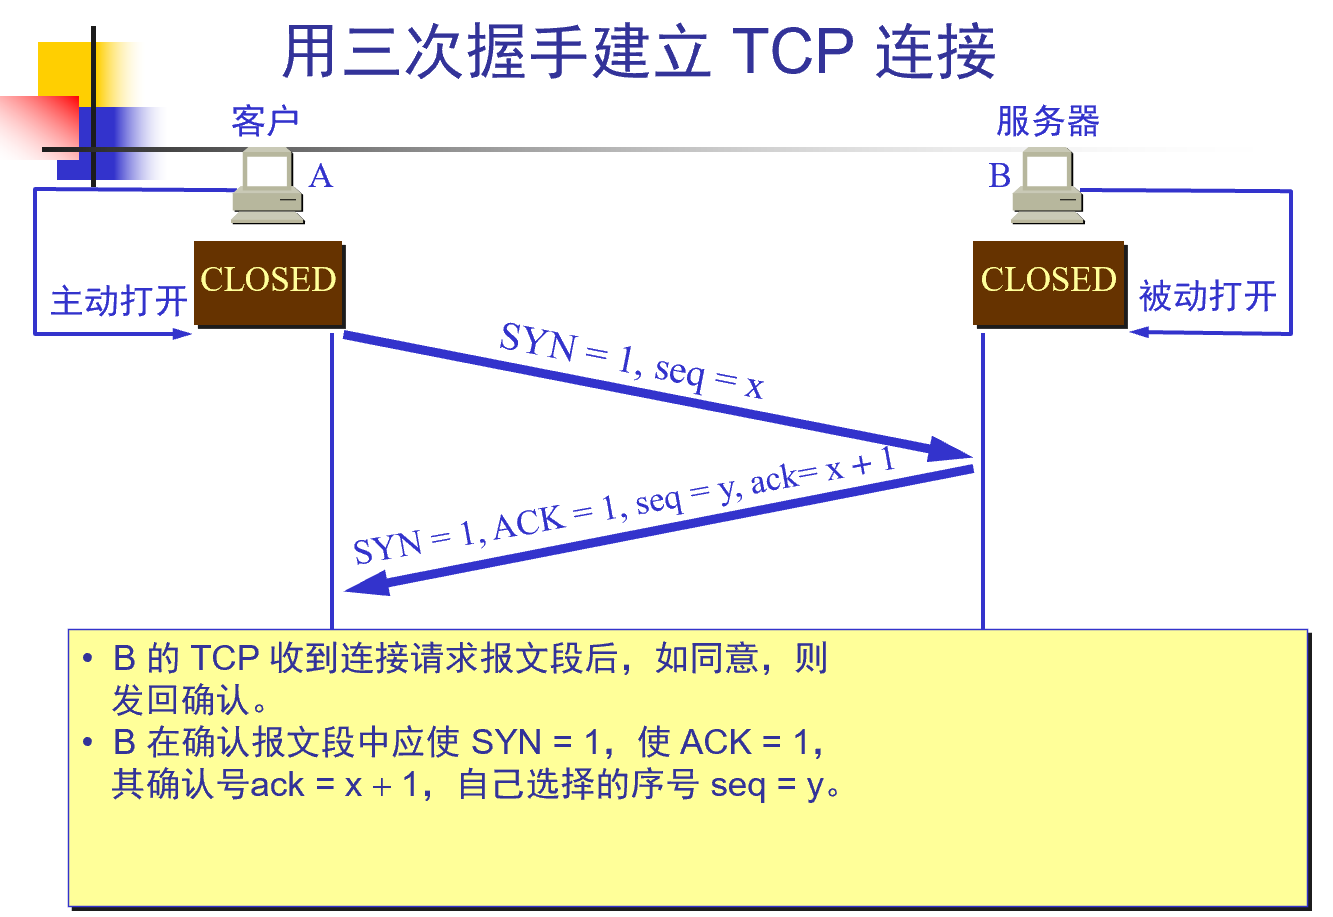 用三次握手建立 TCP 连接
客户
服务器
A
B
CLOSED
CLOSED
主动打开
被动打开
SYN = 1, seq = x
SYN = 1, ACK = 1, seq = y, ack= x + 1
• B 的 TCP 收到连接请求报文段后，如同意，则
发回确认。
• B 在确认报文段中应使 SYN = 1，使 ACK = 1，
其确认号ack = x + 1，自己选择的序号 seq = y。